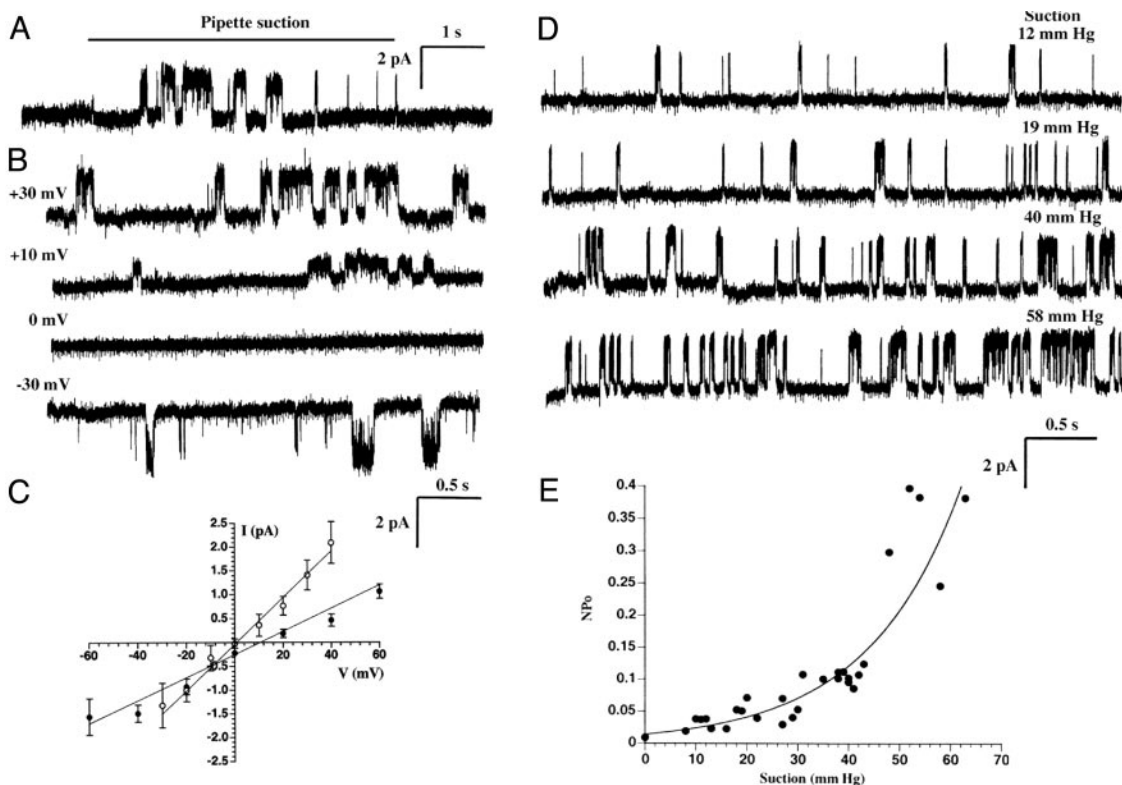 A
Pipette suction
1 s
2 pA
B
+30 mV
+10 mV
0 mV
-30 mV
0.5 s
2 pA
C
I (pA)
2.5
2.0
1.5
1.0
0.5
-60 -40 -20 20 40 60
V (mV)
-0.5
-1.0
-1.5
-2.0
-2.5
D
Suction
12 mm Hg
19 mm Hg
40 mm Hg
58 mm Hg
0.5 s
2 pA
E
0.4
0.35
0.3
0.25
0.2
0.15
0.1
0.05
0
NPo
0 10 20 30 40 50 60 70
Suction (mm Hg)